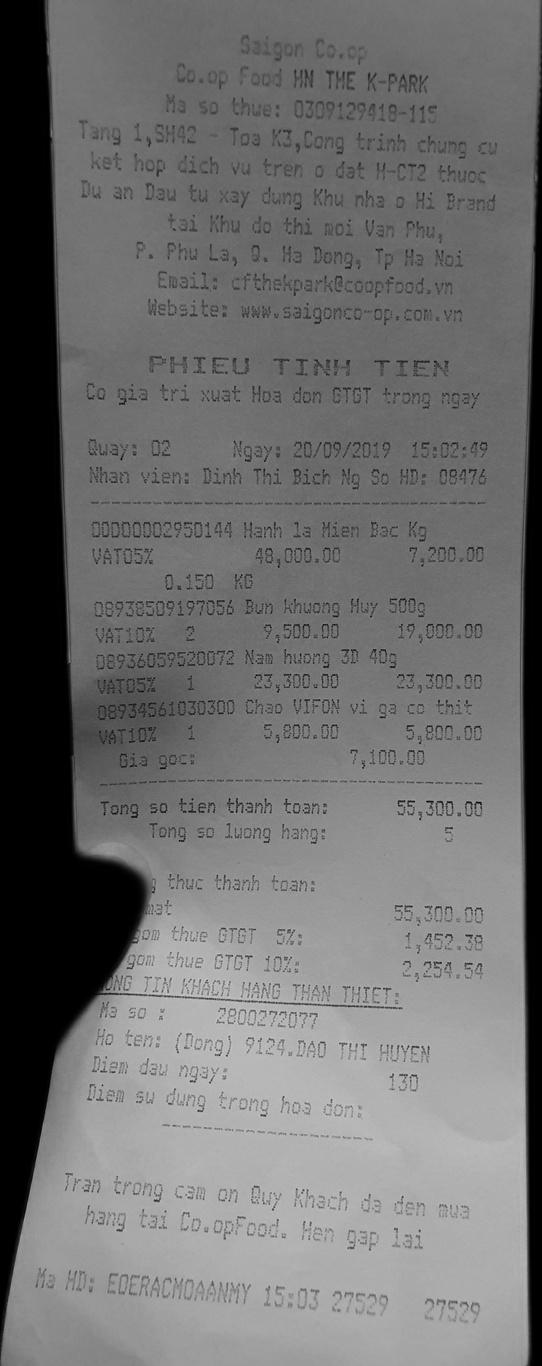 Saigon Co.op
Co.op Food HN THE K-PARK
Ma so thue: 0309129418-115
Tang 1,SH42 - Toa K3,Cong trinh chung cu
ket hop dich vu tren o dat H-CT2 thuoc
Du an Dau tu xay dung Khu nha o Hi Brand
tai Khu do thi moi Van Phu,
P. Phu La, Q. Ha Dong, Tp Ha Noi
Email: cfthekpark@coopfood.vn
Website: www.saigonco-op.com.vn
PHIEU TINH TIEN
Co gia tri xuat Hoa don GTGT trong ngay
Quay: 02 Ngay: 20/09/2019 15:02:49
Nhan vien: Dinh Thi Bich Ng So HD: 08476
00000002950144 Hanh la Mien Bac Kg
VAT05% 48,000.00 7,200.00
0.150 KG
08938509197056 Bun khuong Huy 500g
VAT10% 2 9,500.00 19,000.00
08936059520072 Nam huong 3D 40g
VAT05% 1 23,300.00 23,300.00
08934561030300 Chao VIFON vi ga co thit
VAT10% 1 5,800.00 5,800.00
Gia goc: 7,100.00
Tong so tien thanh toan: 55,300.00
Tong so luong hang: 5
g thuc thanh toan:
mat 55,300.00
gom thue GTGT 5%: 1,452.38
gom thue GTGT 10%: 2,254.54
ONG TIN KHACH HANG THAN THIET:
Ma so : 2800272077
Ho ten: (Dong) 9124.DAO THI HUYEN
Diem dau ngay: 130
Diem su dung trong hoa don:
Tran trong cam on Quy Khach da den mua
hang tai Co.opFood. Hen gap lai
Ma HD: EOERACMOAANMY 15:03 27529 27529